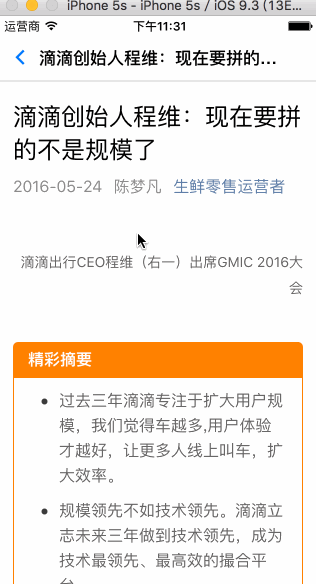 iPhone 5s - iPhone 5s / iOS 9.3 (13E...
运营商 下午11:31
滴滴创始人程维：现在要拼的...
滴滴创始人程维：现在要拼
的不是规模了
2016-05-24 陈梦凡 生鲜零售运营者
滴滴出行CEO程维（右一）出席GMIC 2016大
会
精彩摘要
• 过去三年滴滴专注于扩大用户规
模，我们觉得车越多,用户体验
才越好，让更多人线上叫车，扩
大效率。
• 规模领先不如技术领先。滴滴立
志未来三年做到技术领先，成为
技术最领先、最高效的撮合平